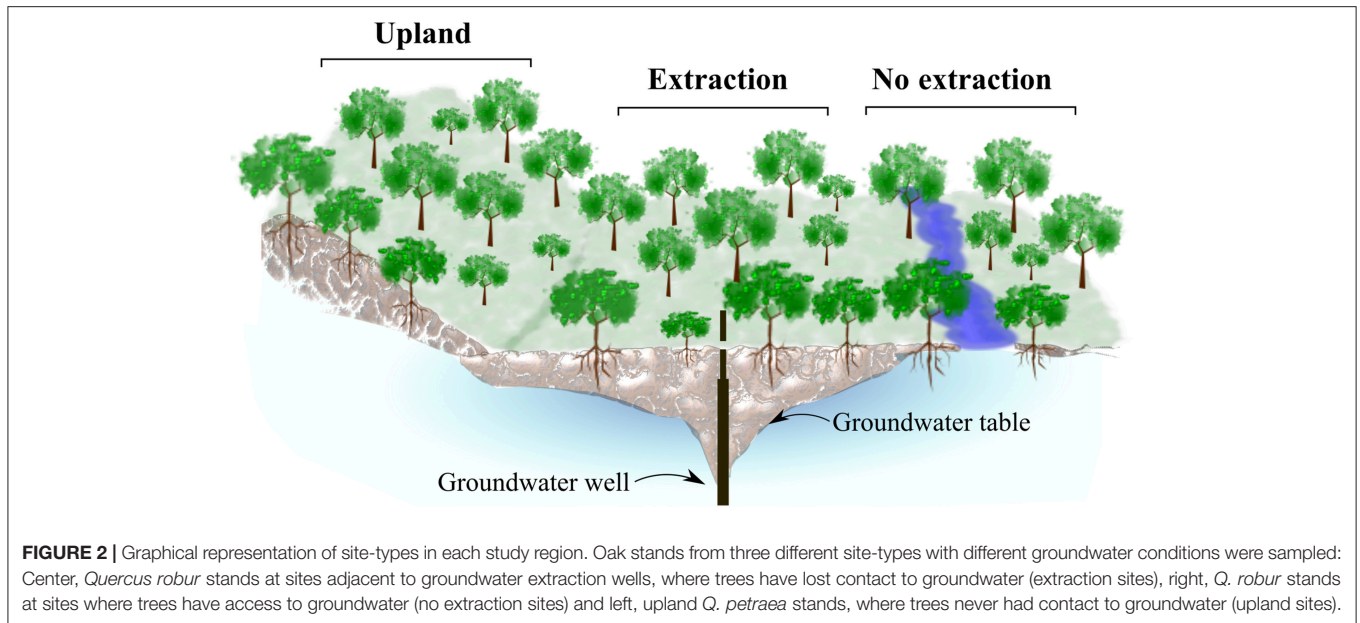 Upland
Extraction
No extraction
Groundwater table
Groundwater well
FIGURE 2 | Graphical representation of site-types in each study region. Oak stands from three different site-types with different groundwater conditions were sampled:
Center, Quercus robur stands at sites adjacent to groundwater extraction wells, where trees have lost contact to groundwater (extraction sites), right, Q. robur stands
at sites where trees have access to groundwater (no extraction sites) and left, upland Q. petraea stands, where trees never had contact to groundwater (upland sites).